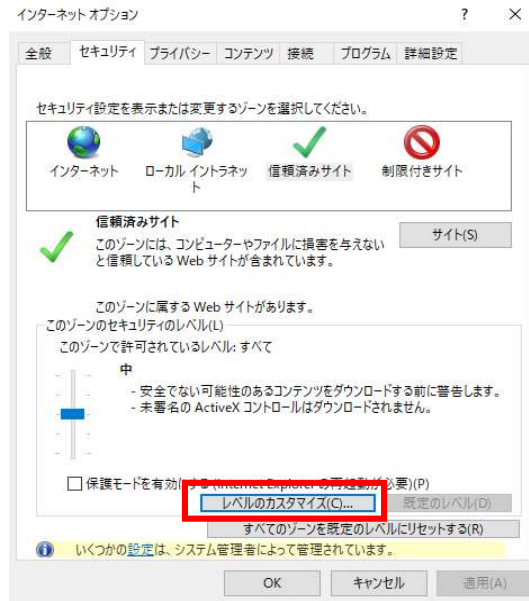 インターネット オプション ? ×
全般 セキュリティ プライバシー コンテンツ 接続 プログラム 詳細設定
セキュリティ設定を表示または変更するゾーンを選択してください。
インターネット ローカル イントラネット 信頼済みサイト 制限付きサイト
信頼済みサイト
サイト(S)
このゾーンには、コンピューターやファイルに損害を与えない
と信頼している Web サイトが含まれています。
このゾーンに属する Web サイトがあります。
このゾーンのセキュリティのレベル(L)
このゾーンで許可されているレベル: すべて
中
- 安全でない可能性のあるコンテンツをダウンロードする前に警告します。
- 未署名の ActiveX コントロールはダウンロードされません。
保護モードを有効にする (Internet Explorer の再起動が必要)(P)
レベルのカスタマイズ(C)... 既定のレベル(D)
すべてのゾーンを既定のレベルにリセットする(R)
いくつかの設定は、システム管理者によって管理されています。
OK キャンセル 適用(A)